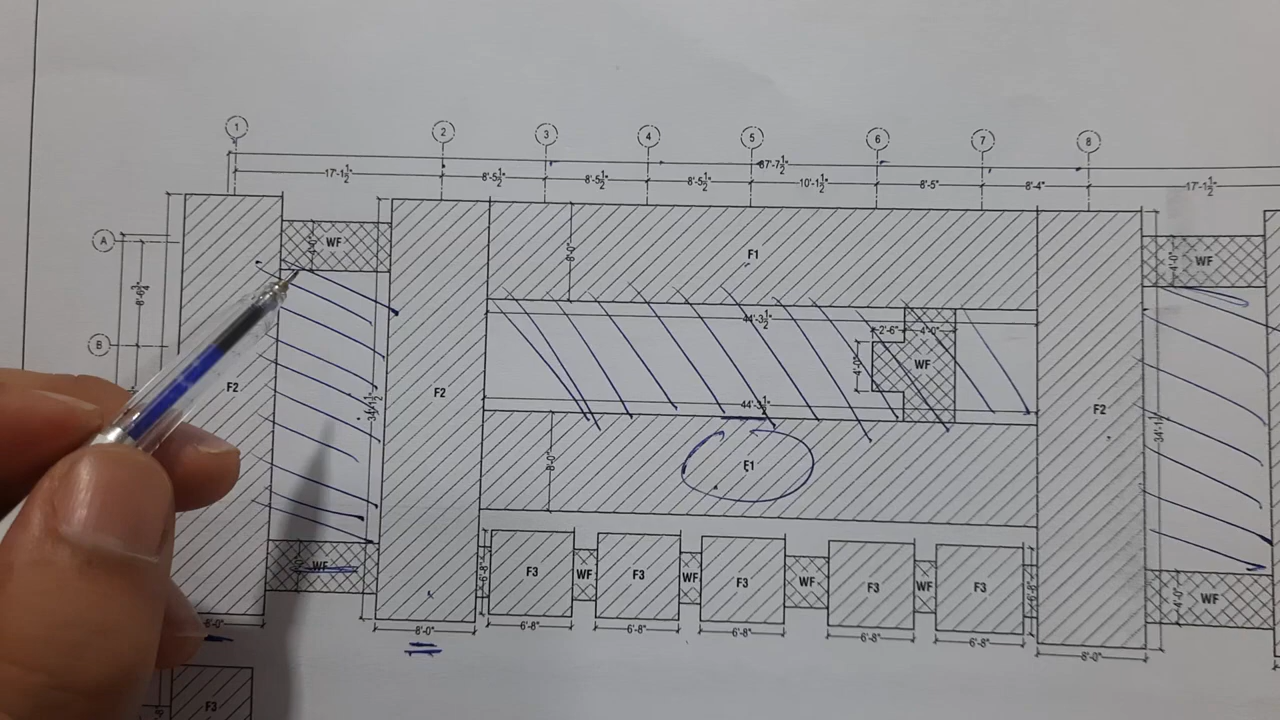 1 2 3 4 5 6 7 8
67'-7½"
17'-1½" 8'-5½" 8'-5½" 8'-5½" 10'-1½" 8'-5" 8'-4" 17'-1½"
A
4'-0" WF
8'-0" F1
4'-0" WF
6'-6¾"
B
44'-3½"
2'-6" 4'-0"
4'-0" WF
F2 F2 F2
34'-1½" 44'-3½" 34'-1½"
8'-0" F1
WF F3 WF F3 WF F3 WF F3 WF F3
6'-8" 6'-8"
4'-0" WF
8'-0" 8'-0" 6'-8" 6'-8" 6'-8" 6'-8" 6'-8" 8'-0"
F3